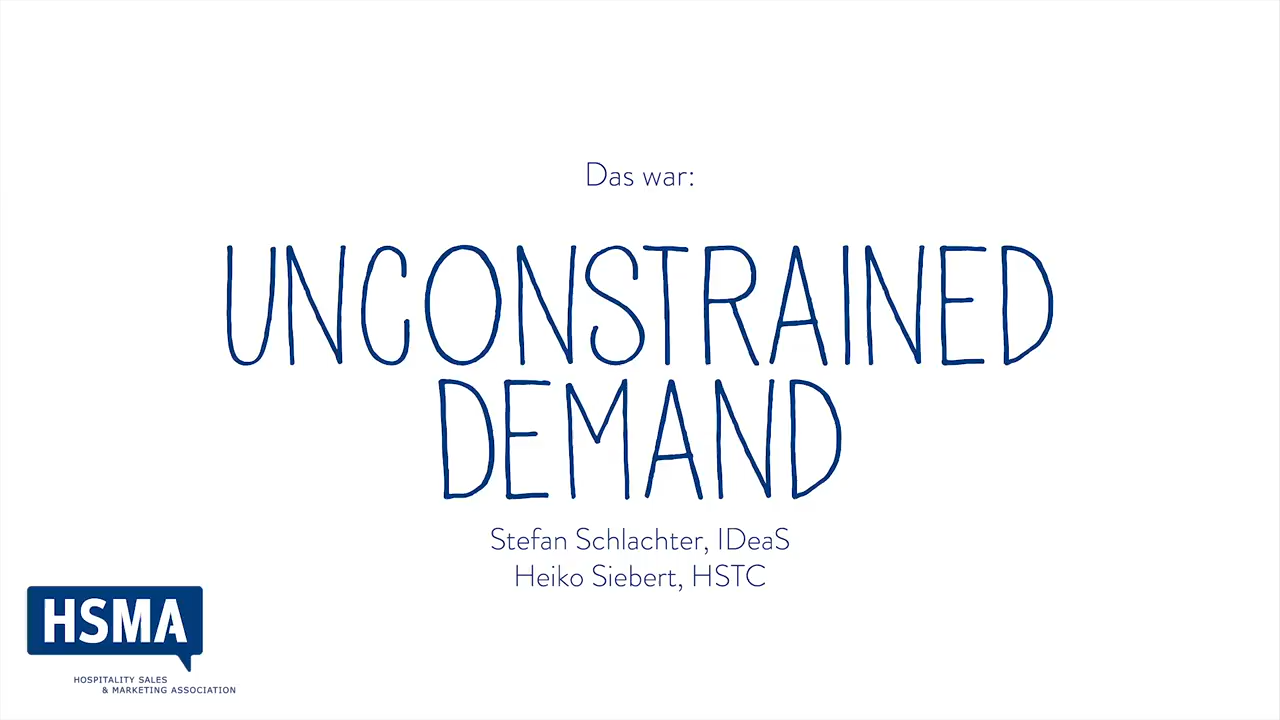 Das war:
UNCONSTRAINED
DEMAND
Stefan Schlachter, IDeaS
Heiko Siebert, HSTC
HSMA
HOSPITALITY SALES
& MARKETING ASSOCIATION